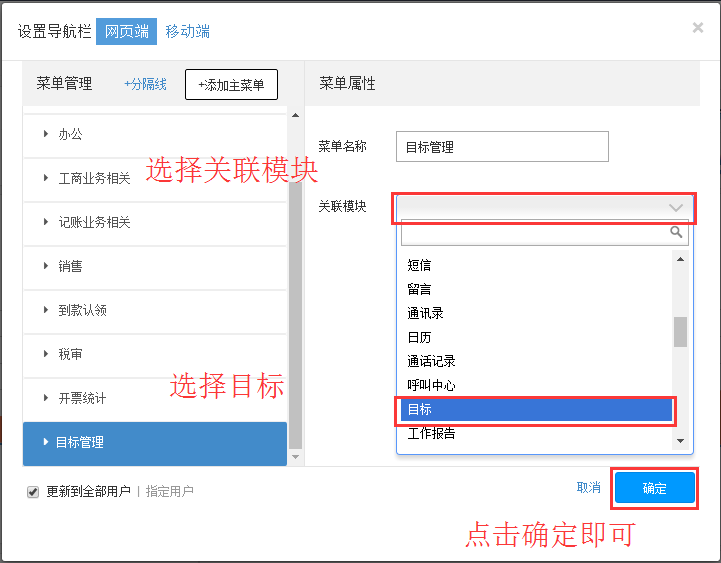 设置导航栏 网页端 移动端
菜单管理 +分隔线 +添加主菜单
菜单属性
办公
工商业务相关
记账业务相关
销售
到款认领
税审
开票统计
目标管理
菜单名称 目标管理
选择关联模块
关联模块
短信
留言
通讯录
日历
通话记录
呼叫中心
选择目标
目标
工作报告
更新到全部用户 | 指定用户
取消 确定
点击确定即可